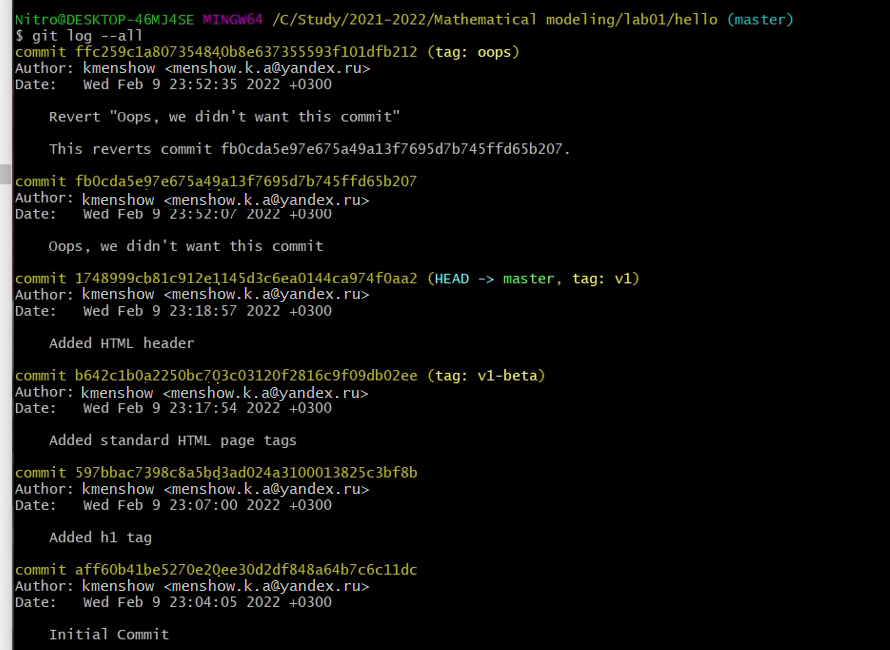 Nitro@DESKTOP-46MJ4SE MINGW64 /C/Study/2021-2022/Mathematical modeling/lab01/hello (master)
$ git log --all
commit ffc259c1a807354840b8e637355593f101dfb212 (tag: oops)
Author: kmenshow <menshow.k.a@yandex.ru>
Date:   Wed Feb 9 23:52:35 2022 +0300
Revert "Oops, we didn't want this commit"
This reverts commit fb0cda5e97e675a49a13f7695d7b745ffd65b207.
commit fb0cda5e97e675a49a13f7695d7b745ffd65b207
Author: kmenshow <menshow.k.a@yandex.ru>
Date:   Wed Feb 9 23:52:07 2022 +0300
Oops, we didn't want this commit
commit 1748999cb81c912e1145d3c6ea0144ca974f0aa2 (HEAD -> master, tag: v1)
Author: kmenshow <menshow.k.a@yandex.ru>
Date:   Wed Feb 9 23:18:57 2022 +0300
Added HTML header
commit b642c1b0a2250bc703c03120f2816c9f09db02ee (tag: v1-beta)
Author: kmenshow <menshow.k.a@yandex.ru>
Date:   Wed Feb 9 23:17:54 2022 +0300
Added standard HTML page tags
commit 597bbac7398c8a5bd3ad024a3100013825c3bf8b
Author: kmenshow <menshow.k.a@yandex.ru>
Date:   Wed Feb 9 23:07:00 2022 +0300
Added h1 tag
commit aff60b41be5270e20ee30d2df848a64b7c6c11dc
Author: kmenshow <menshow.k.a@yandex.ru>
Date:   Wed Feb 9 23:04:05 2022 +0300
Initial Commit